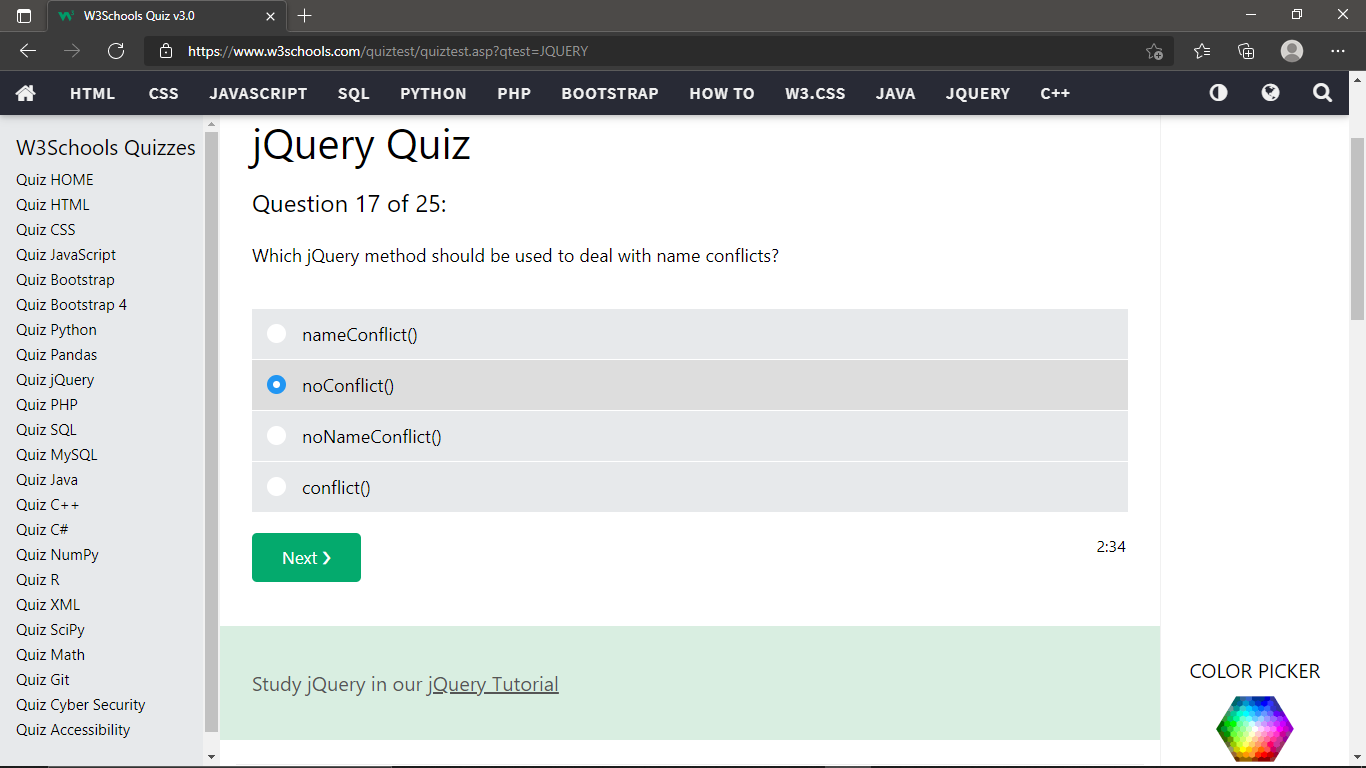 W3Schools Quiz v3.0
https://www.w3schools.com/quiztest/quiztest.asp?qtest=JQUERY
HTML CSS JAVASCRIPT SQL PYTHON PHP BOOTSTRAP HOW TO W3.CSS JAVA JQUERY C++
W3Schools Quizzes
Quiz HOME
Quiz HTML
Quiz CSS
Quiz JavaScript
Quiz Bootstrap
Quiz Bootstrap 4
Quiz Python
Quiz Pandas
Quiz jQuery
Quiz PHP
Quiz SQL
Quiz MySQL
Quiz Java
Quiz C++
Quiz C#
Quiz NumPy
Quiz R
Quiz XML
Quiz SciPy
Quiz Math
Quiz Git
Quiz Cyber Security
Quiz Accessibility
jQuery Quiz
Question 17 of 25:
Which jQuery method should be used to deal with name conflicts?
nameConflict()
noConflict()
noNameConflict()
conflict()
Next ❯
2:34
Study jQuery in our jQuery Tutorial
COLOR PICKER